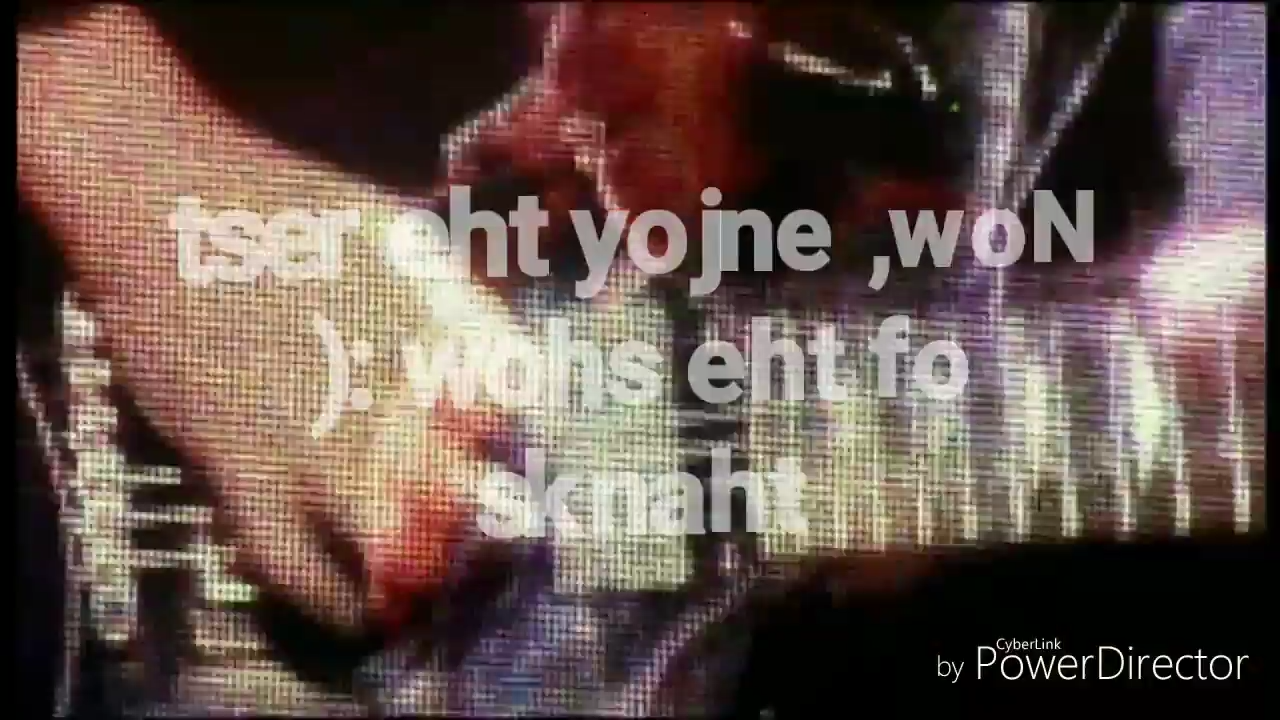 tser eht yojne ,woN
): wohs eht fo
sknaht
CyberLink
by PowerDirector